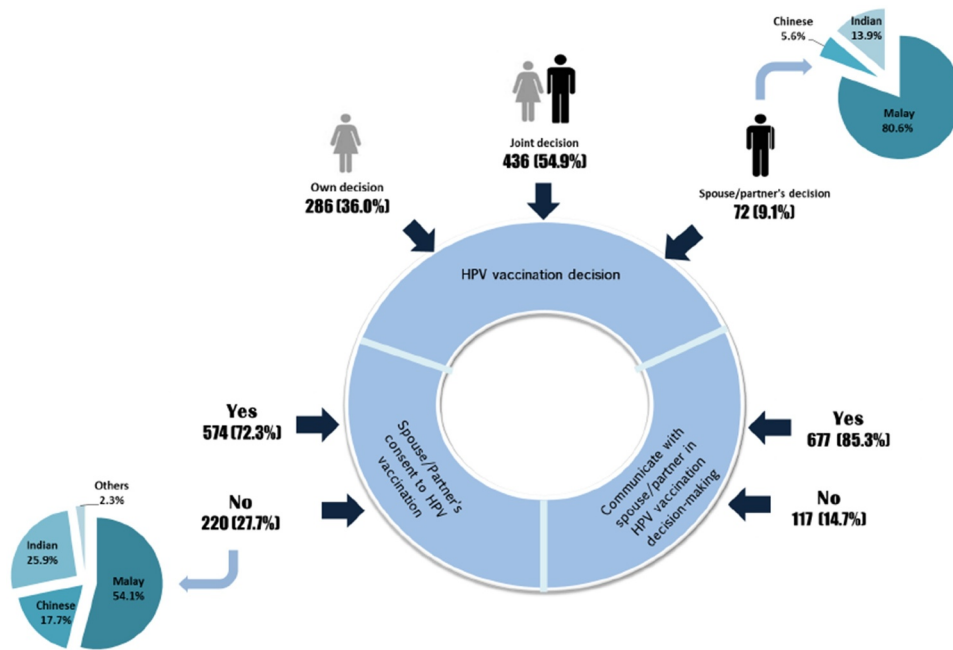 Chinese
5.6%
Indian
13.9%
Malay
80.6%
Joint decision
436 (54.9%)
Own decision
286 (36.0%)
Spouse/partner's decision
72 (9.1%)
HPV vaccination decision
Yes
574 (72.3%)
No
220 (27.7%)
Spouse/Partner's
consent to HPV
vaccination
Communicate with
spouse/partner in
HPV vaccination
decision-making
Yes
677 (85.3%)
No
117 (14.7%)
Others
2.3%
Indian
25.9%
Malay
54.1%
Chinese
17.7%